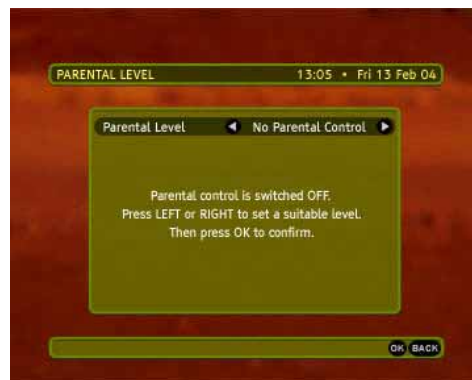 PARENTAL LEVEL 13:05 • Fri 13 Feb 04
Parental Level ◀ No Parental Control ▶
Parental control is switched OFF.
Press LEFT or RIGHT to set a suitable level.
Then press OK to confirm.
OK BACK